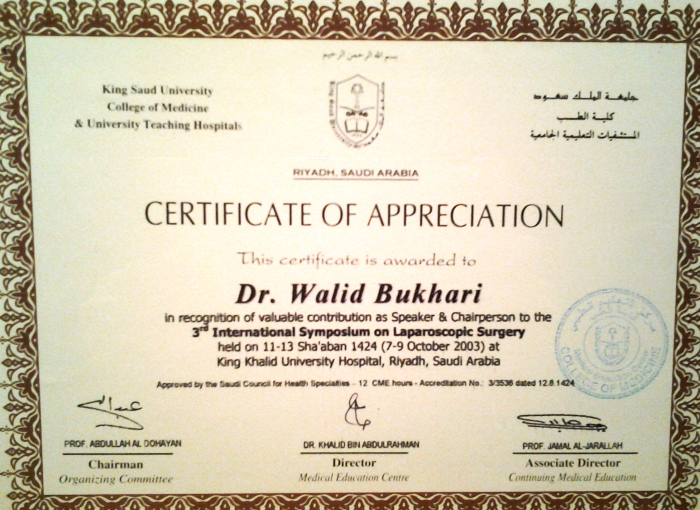 بسم الله الرحمن الرحيم
King Saud University
College of Medicine
& University Teaching Hospitals
جامعة الملك سعود
كلية الطب
المستشفيات التعليمية الجامعية
RIYADH, SAUDI ARABIA
CERTIFICATE OF APPRECIATION
This certificate is awarded to
Dr. Walid Bukhari
in recognition of valuable contribution as Speaker & Chairperson to the
3rd International Symposium on Laparoscopic Surgery
held on 11-13 Sha'aban 1424 (7-9 October 2003) at
King Khalid University Hospital, Riyadh, Saudi Arabia
Approved by the Saudi Council for Health Specialties - 12 CME hours - Accreditation No.: 3/3536 dated 12.8.1424
COLLEGE OF MEDICINE
PROF. ABDULLAH AL DOHAYAN
Chairman
Organizing Committee
DR. KHALID BIN ABDULRAHMAN
Director
Medical Education Centre
PROF. JAMAL AL-JARALLAH
Associate Director
Continuing Medical Education